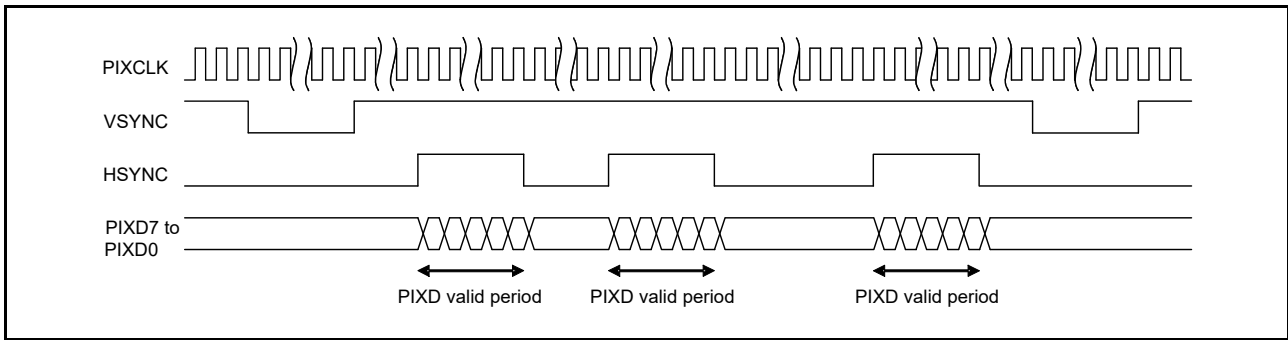 PIXCLK
VSYNC
HSYNC
PIXD7 to
PIXD0
PIXD valid period
PIXD valid period
PIXD valid period